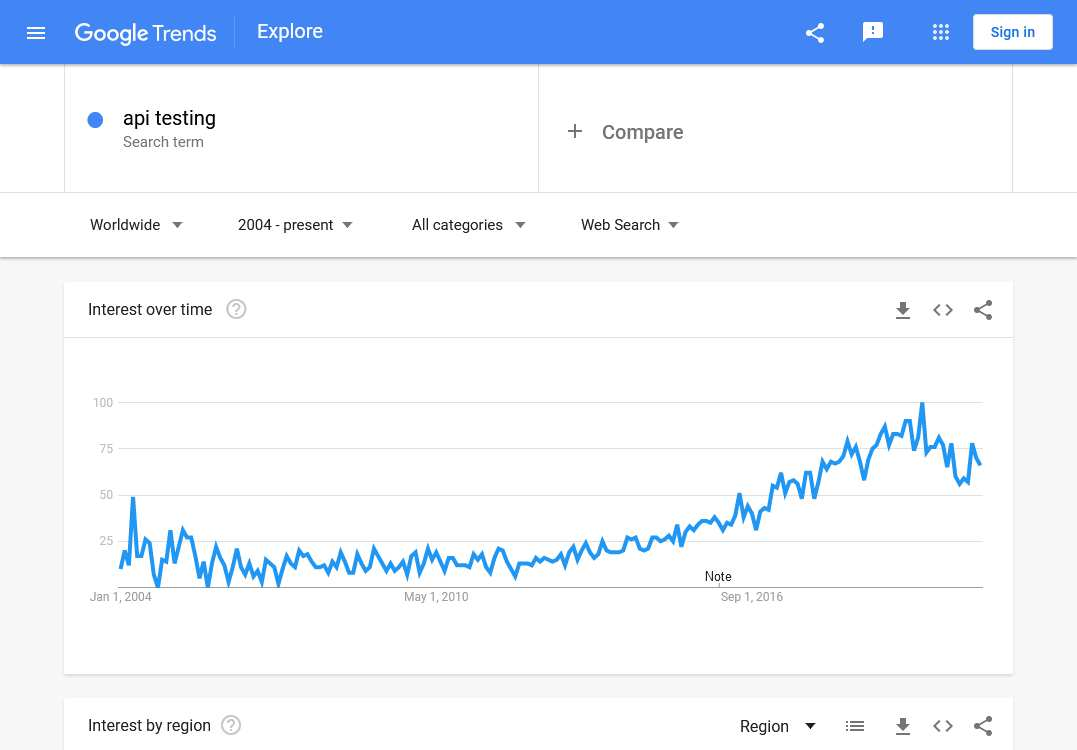 Google Trends Explore Sign in
api testing
Search term
+ Compare
Worldwide 2004 - present All categories Web Search
Interest over time ?
100
75
50
25
Note
Jan 1, 2004 May 1, 2010 Sep 1, 2016
Interest by region ? Region